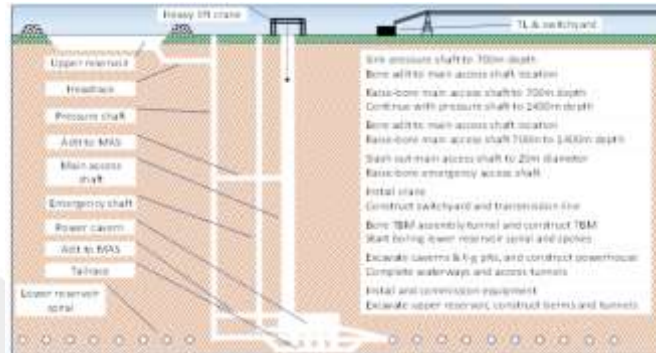 Heavy lift crane
TL & switchyard
Upper reservoir
Headrace
Pressure shaft
Adit to MAS
Main access
shaft
Emergency shaft
Power cavern
Adit to MAS
Tailrace
Lower reservoir
spiral
Sink pressure shaft to 700m depth
Bore adit to main access shaft location
Raise-bore main access shaft to 700m depth
Continue with pressure shaft to 1400m depth
Bore adit to main access shaft location
Raise-bore main access shaft 700m to 1400m depth
Slash out main access shaft to 20m diameter
Raise-bore emergency access shaft
Install crane
Construct switchyard and transmission line
Bore TBM assembly tunnel and construct TBM
Start boring lower reservoir spiral and spokes
Excavate caverns & t-g pits, and construct powerhouse
Complete waterways and access tunnels
Install and commission equipment
Excavate upper reservoir, construct berms and tunnels